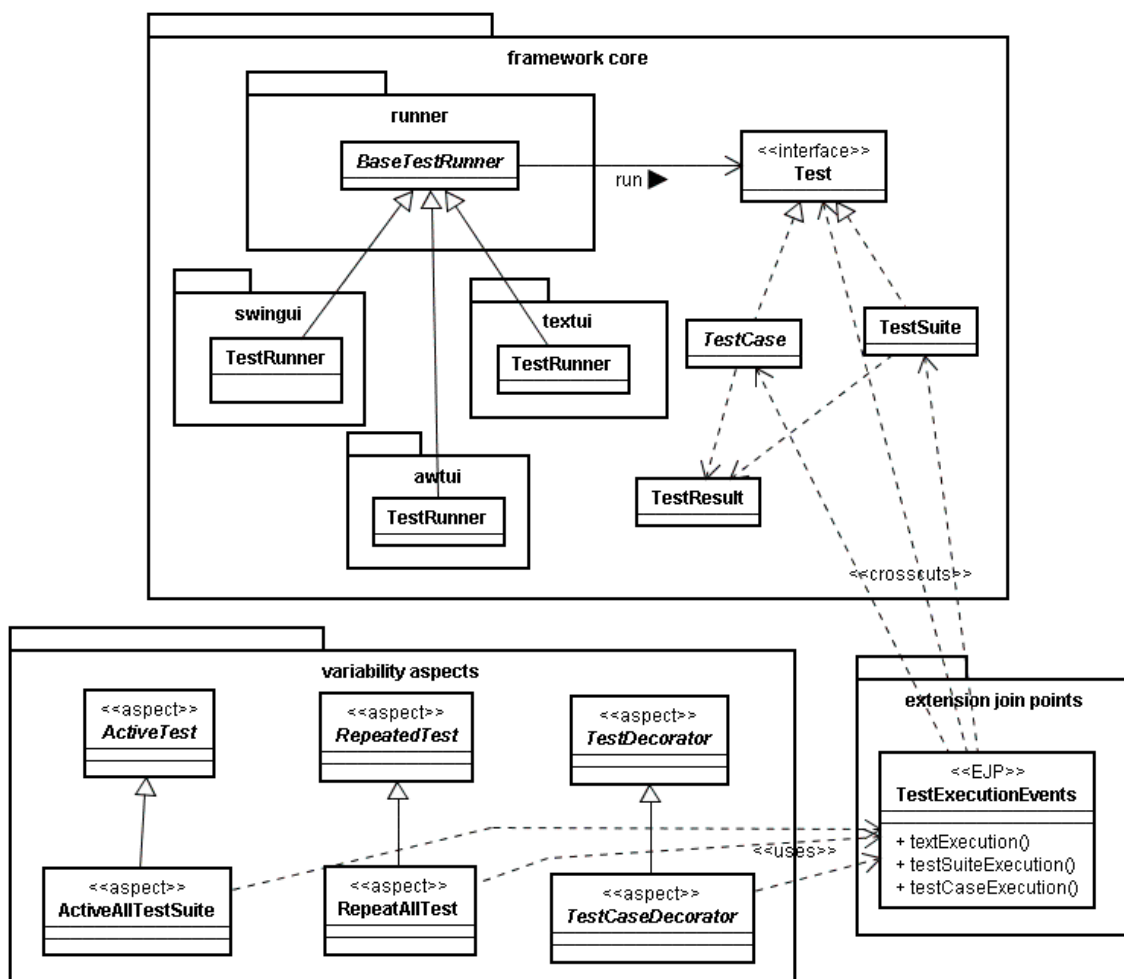 framework core
runner
BaseTestRunner
run
<<interface>>
Test
swingui
TestRunner
textui
TestRunner
TestCase
TestSuite
awtui
TestRunner
TestResult
<<crosscuts>>
variability aspects
<<aspect>>
ActiveTest
<<aspect>>
RepeatedTest
<<aspect>>
TestDecorator
<<aspect>>
ActiveAllTestSuite
<<aspect>>
RepeatAllTest
<<aspect>>
TestCaseDecorator
<<uses>>
extension join points
<<EJP>>
TestExecutionEvents
+ textExecution()
+ testSuiteExecution()
+ testCaseExecution()